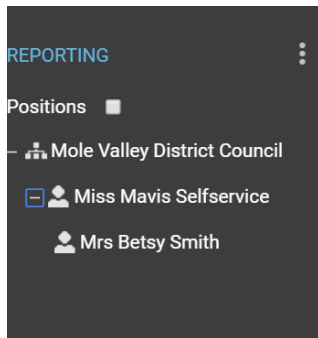 REPORTING
Positions
Mole Valley District Council
Miss Mavis Selfservice
Mrs Betsy Smith